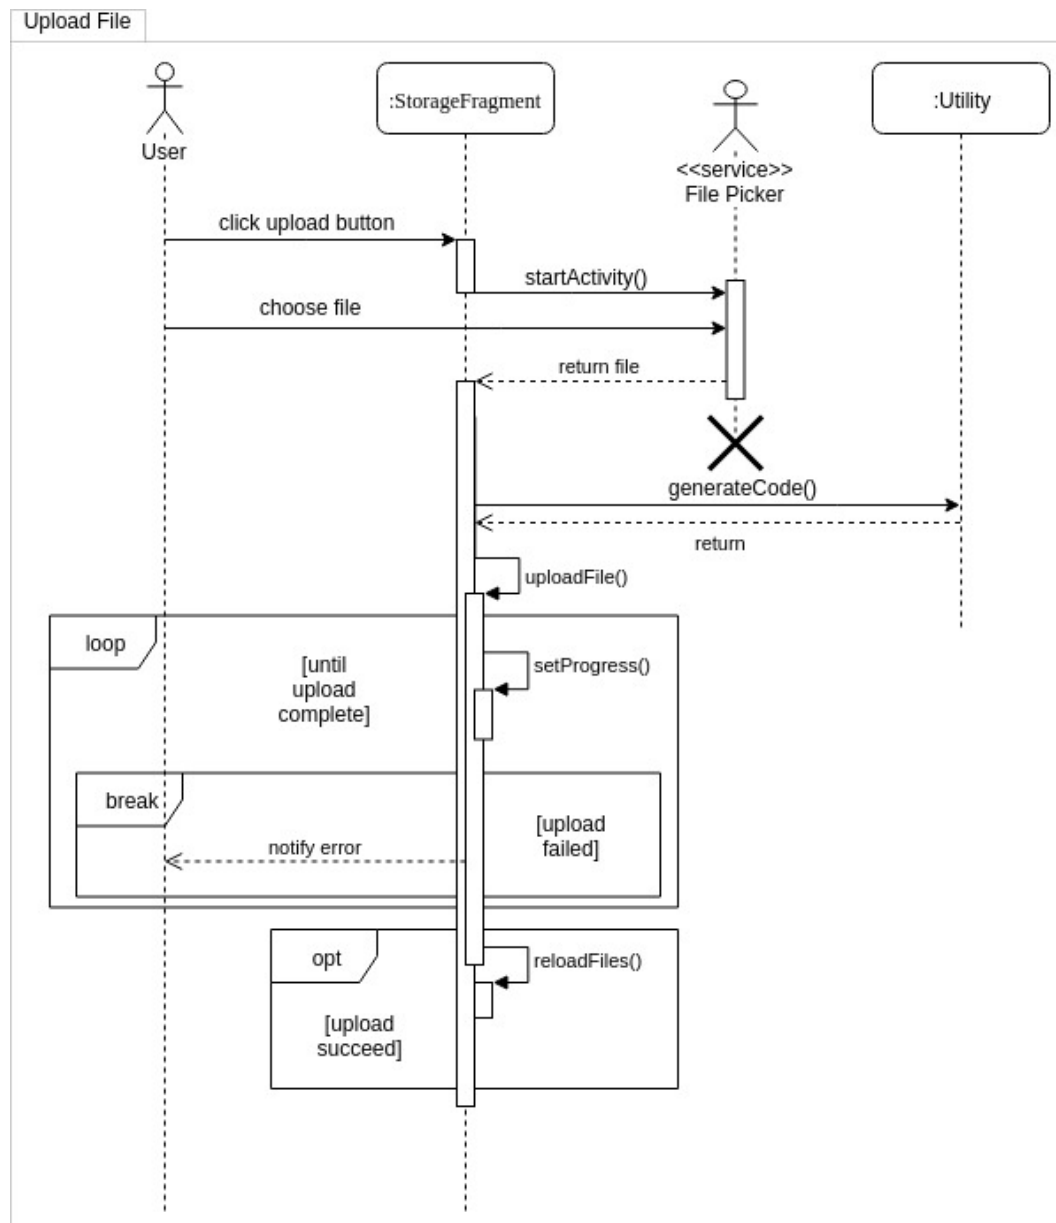 Upload File
User
:StorageFragment
<<service>>
File Picker
:Utility
click upload button
startActivity()
choose file
return file
generateCode()
return
uploadFile()
loop
[until
upload
complete]
setProgress()
break
[upload
failed]
notify error
opt
reloadFiles()
[upload
succeed]